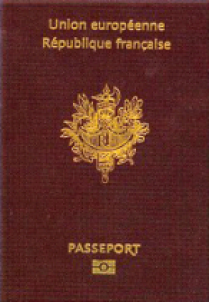 Union européenne
République française
PASSEPORT